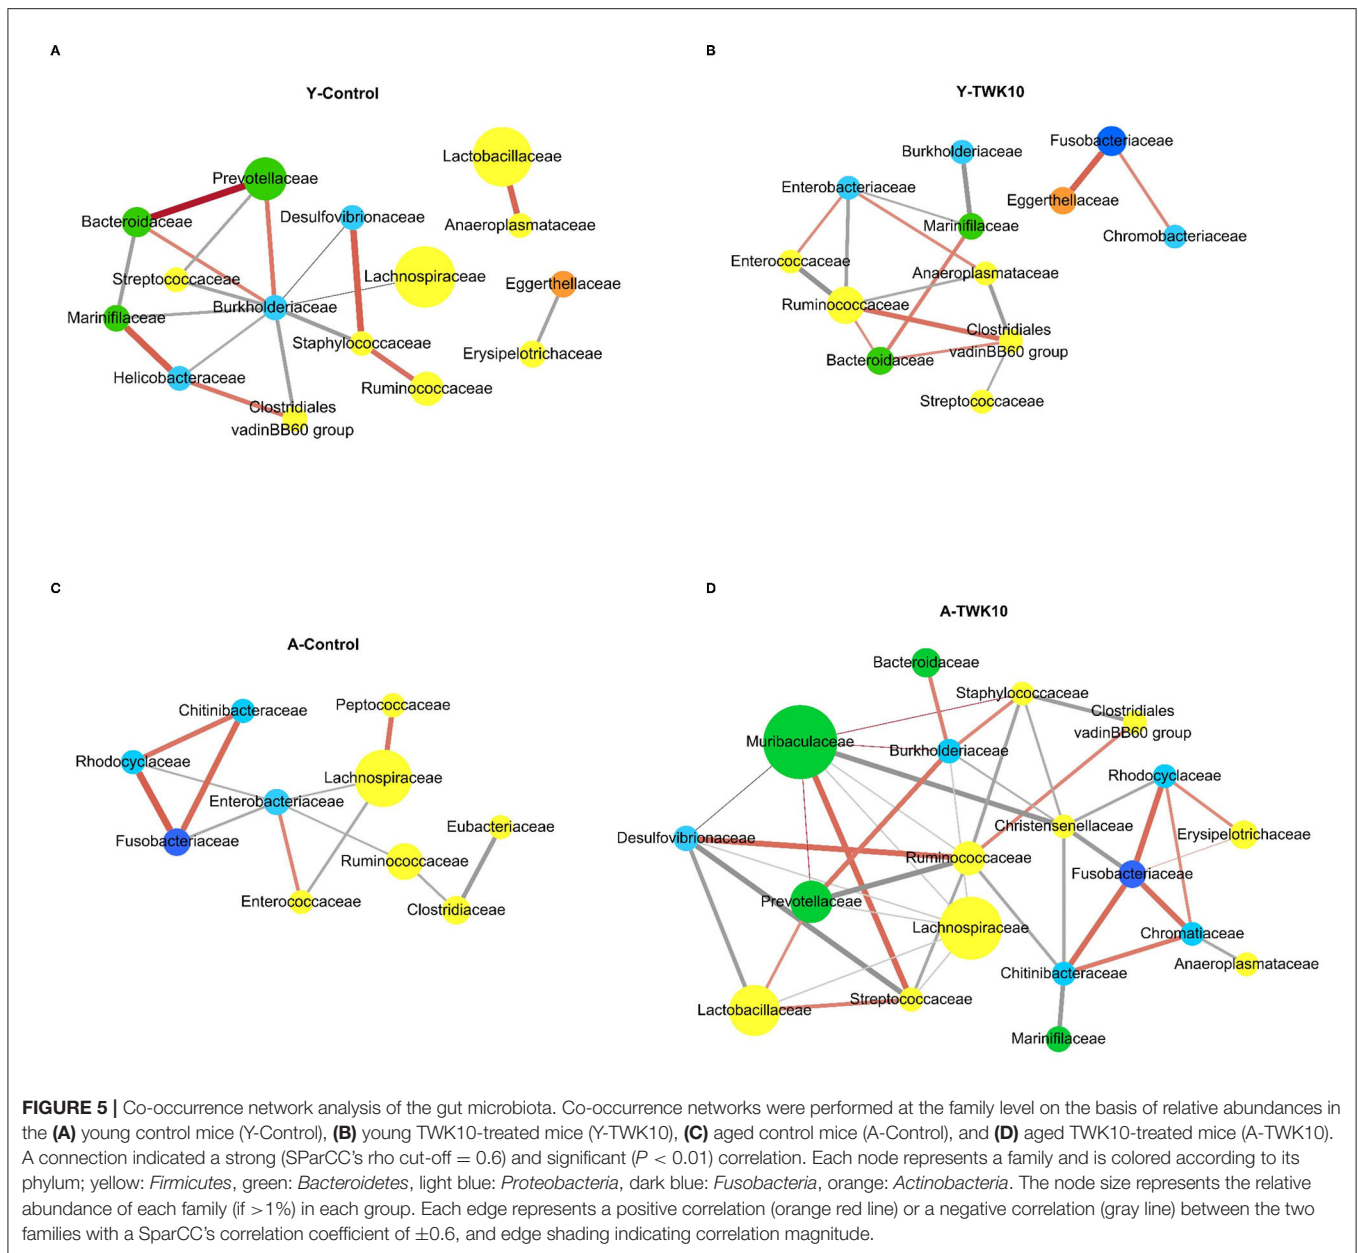 A
Y-Control
Prevotellaceae
Lactobacillaceae
Bacteroidaceae
Desulfovibrionaceae
Anaeroplasmataceae
Streptococcaceae
Lachnospiraceae
Eggerthellaceae
Marinifilaceae
Burkholderiaceae
Staphylococcaceae
Erysipelotrichaceae
Helicobacteraceae
Ruminococcaceae
Clostridiales
vadinBB60 group
B
Y-TWK10
Fusobacteriaceae
Burkholderiaceae
Enterobacteriaceae
Eggerthellaceae
Marinifilaceae
Chromobacteriaceae
Enterococcaceae
Anaeroplasmataceae
Ruminococcaceae
Clostridiales
vadinBB60 group
Bacteroidaceae
Streptococcaceae
C
A-Control
Chitinibacteraceae
Peptococcaceae
Rhodocyclaceae
Lachnospiraceae
Enterobacteriaceae
Fusobacteriaceae
Eubacteriaceae
Ruminococcaceae
Enterococcaceae
Clostridiaceae
D
A-TWK10
Bacteroidaceae
Staphylococcaceae
Clostridiales
vadinBB60 group
Muribaculaceae
Burkholderiaceae
Rhodocyclaceae
Desulfovibrionaceae
Christensenellaceae
Erysipelotrichaceae
Ruminococcaceae
Fusobacteriaceae
Prevotellaceae
Lachnospiraceae
Chromatiaceae
Anaeroplasmataceae
Chitinibacteraceae
Streptococcaceae
Lactobacillaceae
Marinifilaceae
FIGURE 5 | Co-occurrence network analysis of the gut microbiota. Co-occurrence networks were performed at the family level on the basis of relative abundances in
the (A) young control mice (Y-Control), (B) young TWK10-treated mice (Y-TWK10), (C) aged control mice (A-Control), and (D) aged TWK10-treated mice (A-TWK10).
A connection indicated a strong (SParCC's rho cut-off = 0.6) and significant (P < 0.01) correlation. Each node represents a family and is colored according to its
phylum; yellow: Firmicutes, green: Bacteroidetes, light blue: Proteobacteria, dark blue: Fusobacteria, orange: Actinobacteria. The node size represents the relative
abundance of each family (if >1%) in each group. Each edge represents a positive correlation (orange red line) or a negative correlation (gray line) between the two
families with a SparCC's correlation coefficient of ±0.6, and edge shading indicating correlation magnitude.